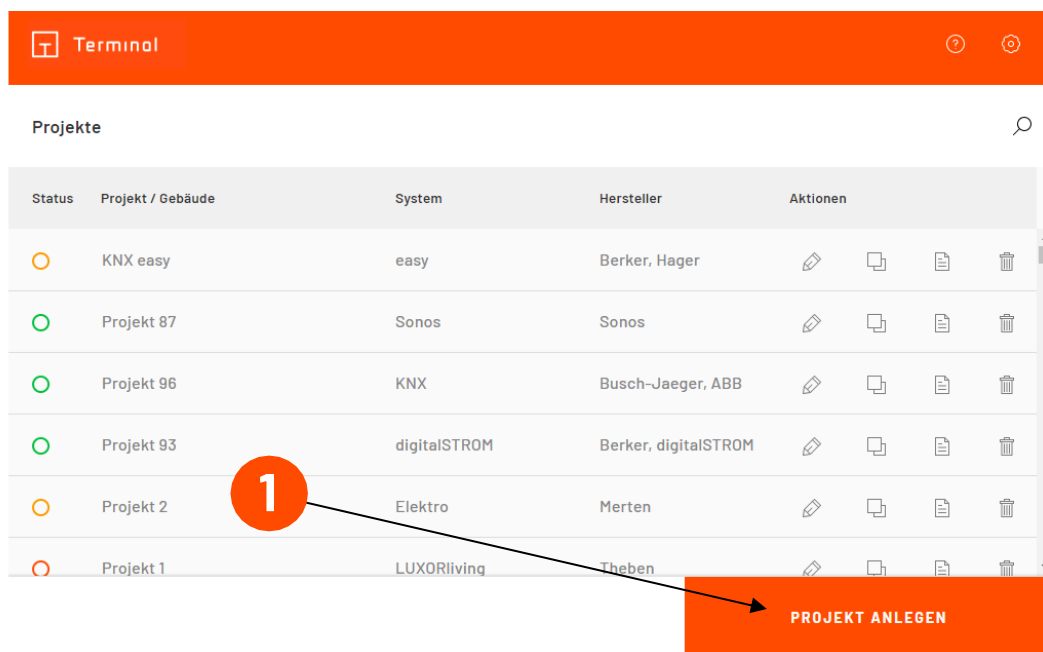 Terminal
Projekte
Status Projekt / Gebäude System Hersteller Aktionen
KNX easy easy Berker, Hager
Projekt 87 Sonos Sonos
Projekt 96 KNX Busch-Jaeger, ABB
Projekt 93 digitalSTROM Berker, digitalSTROM
1
Projekt 2 Elektro Merten
Projekt 1 LUXORliving Theben
PROJEKT ANLEGEN